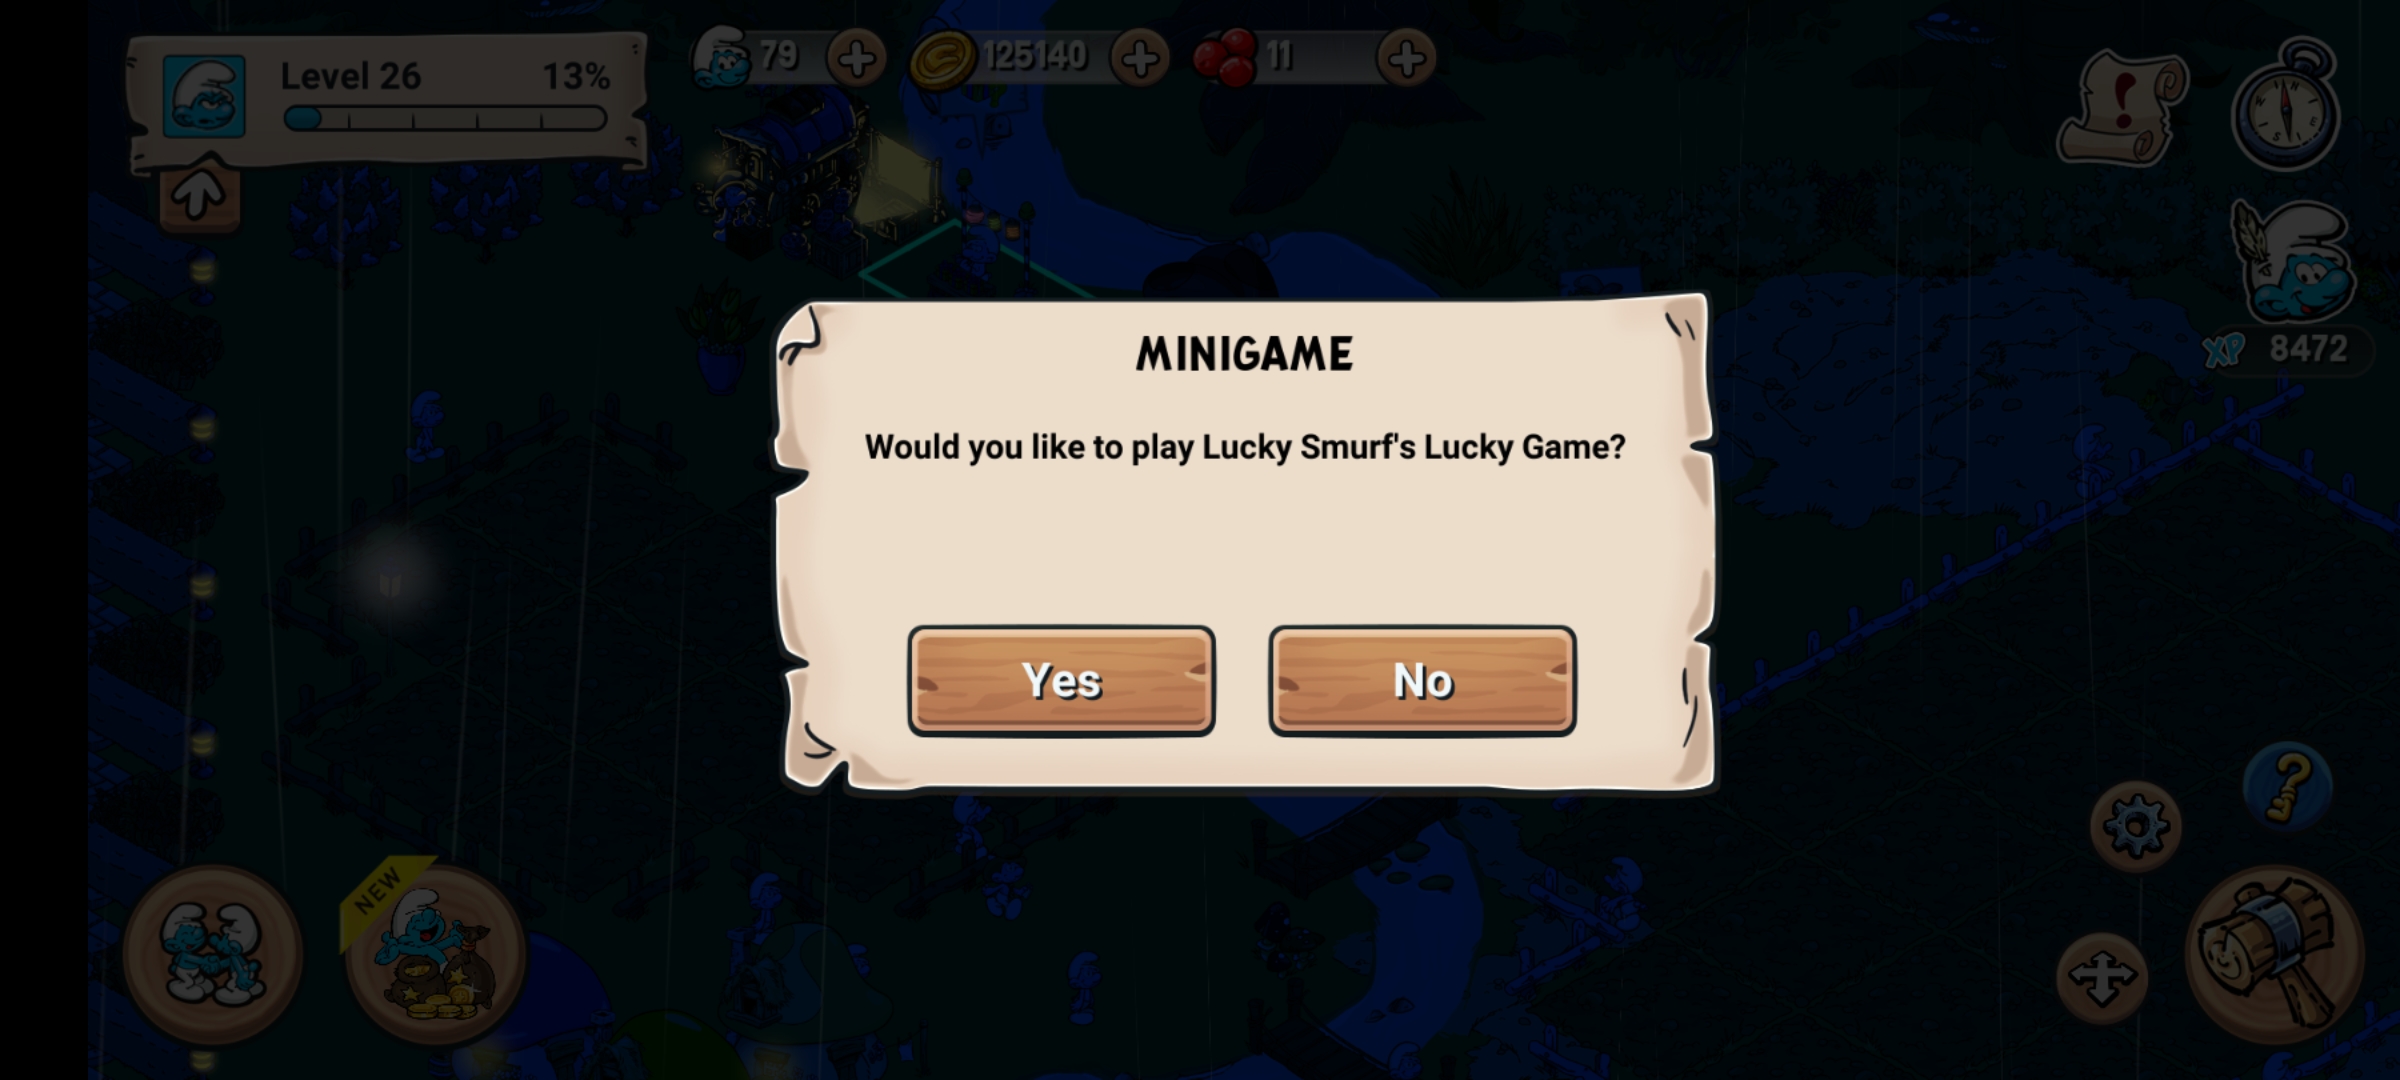 Level 26 13%
79
125140
11
XP 8472
MINIGAME
Would you like to play Lucky Smurf's Lucky Game?
Yes
No
NEW